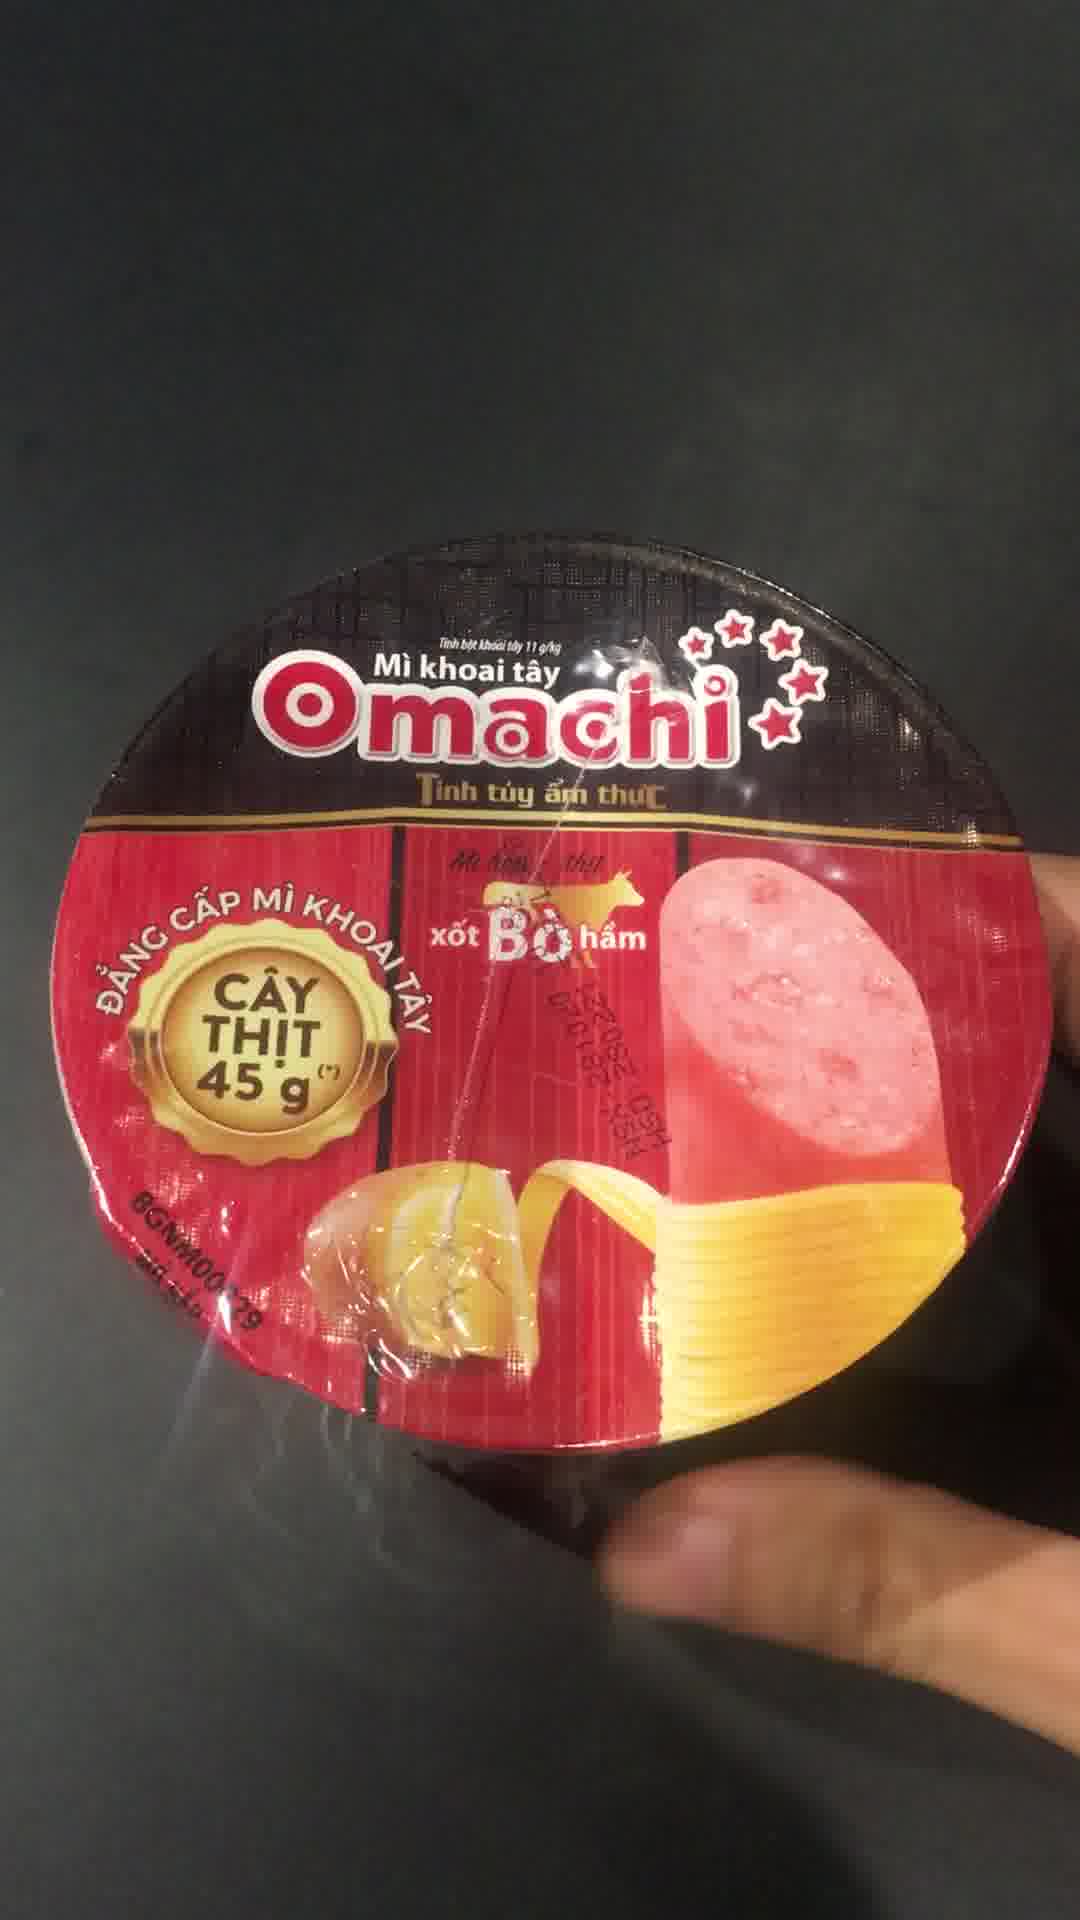 Tinh bột khoai tây 11 g/kg
Mì khoai tây
Omachi
Tinh túy ẩm thực
xốt Bò hầm
ĐẲNG CẤP MÌ KHOAI TÂY
CÂY
THỊT
45 g (*)